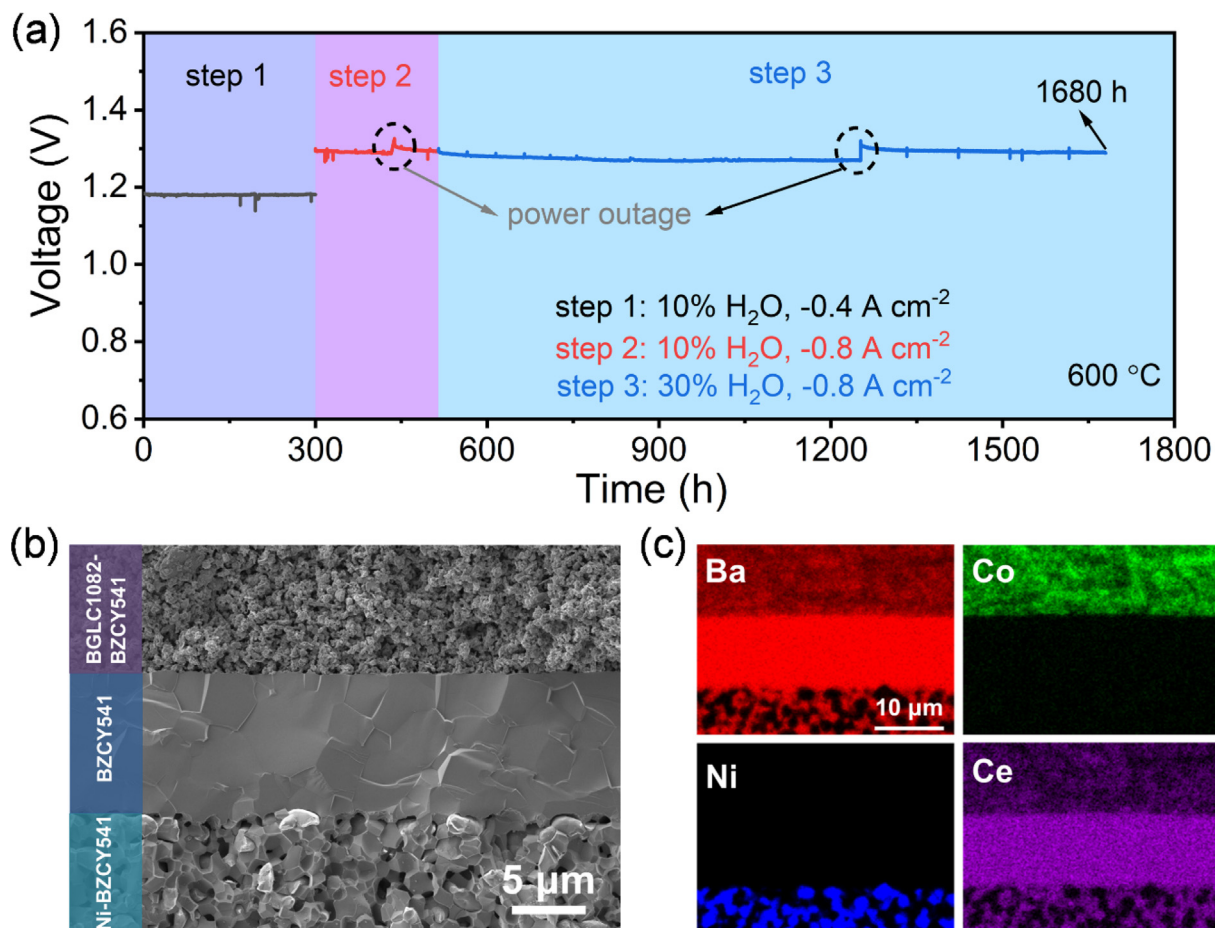 (a)
Voltage (V)
1.6
1.4
1.2
1.0
0.8
0.6
step 1
step 2
step 3
1680 h
power outage
step 1: 10% H₂O, -0.4 A cm⁻²
step 2: 10% H₂O, -0.8 A cm⁻²
step 3: 30% H₂O, -0.8 A cm⁻²
600 °C
0 300 600 900 1200 1500 1800
Time (h)
(b)
BGLC1082-
BZCY541
BZCY541
Ni-BZCY541
5 μm
(c)
Ba
10 μm
Co
Ni
Ce